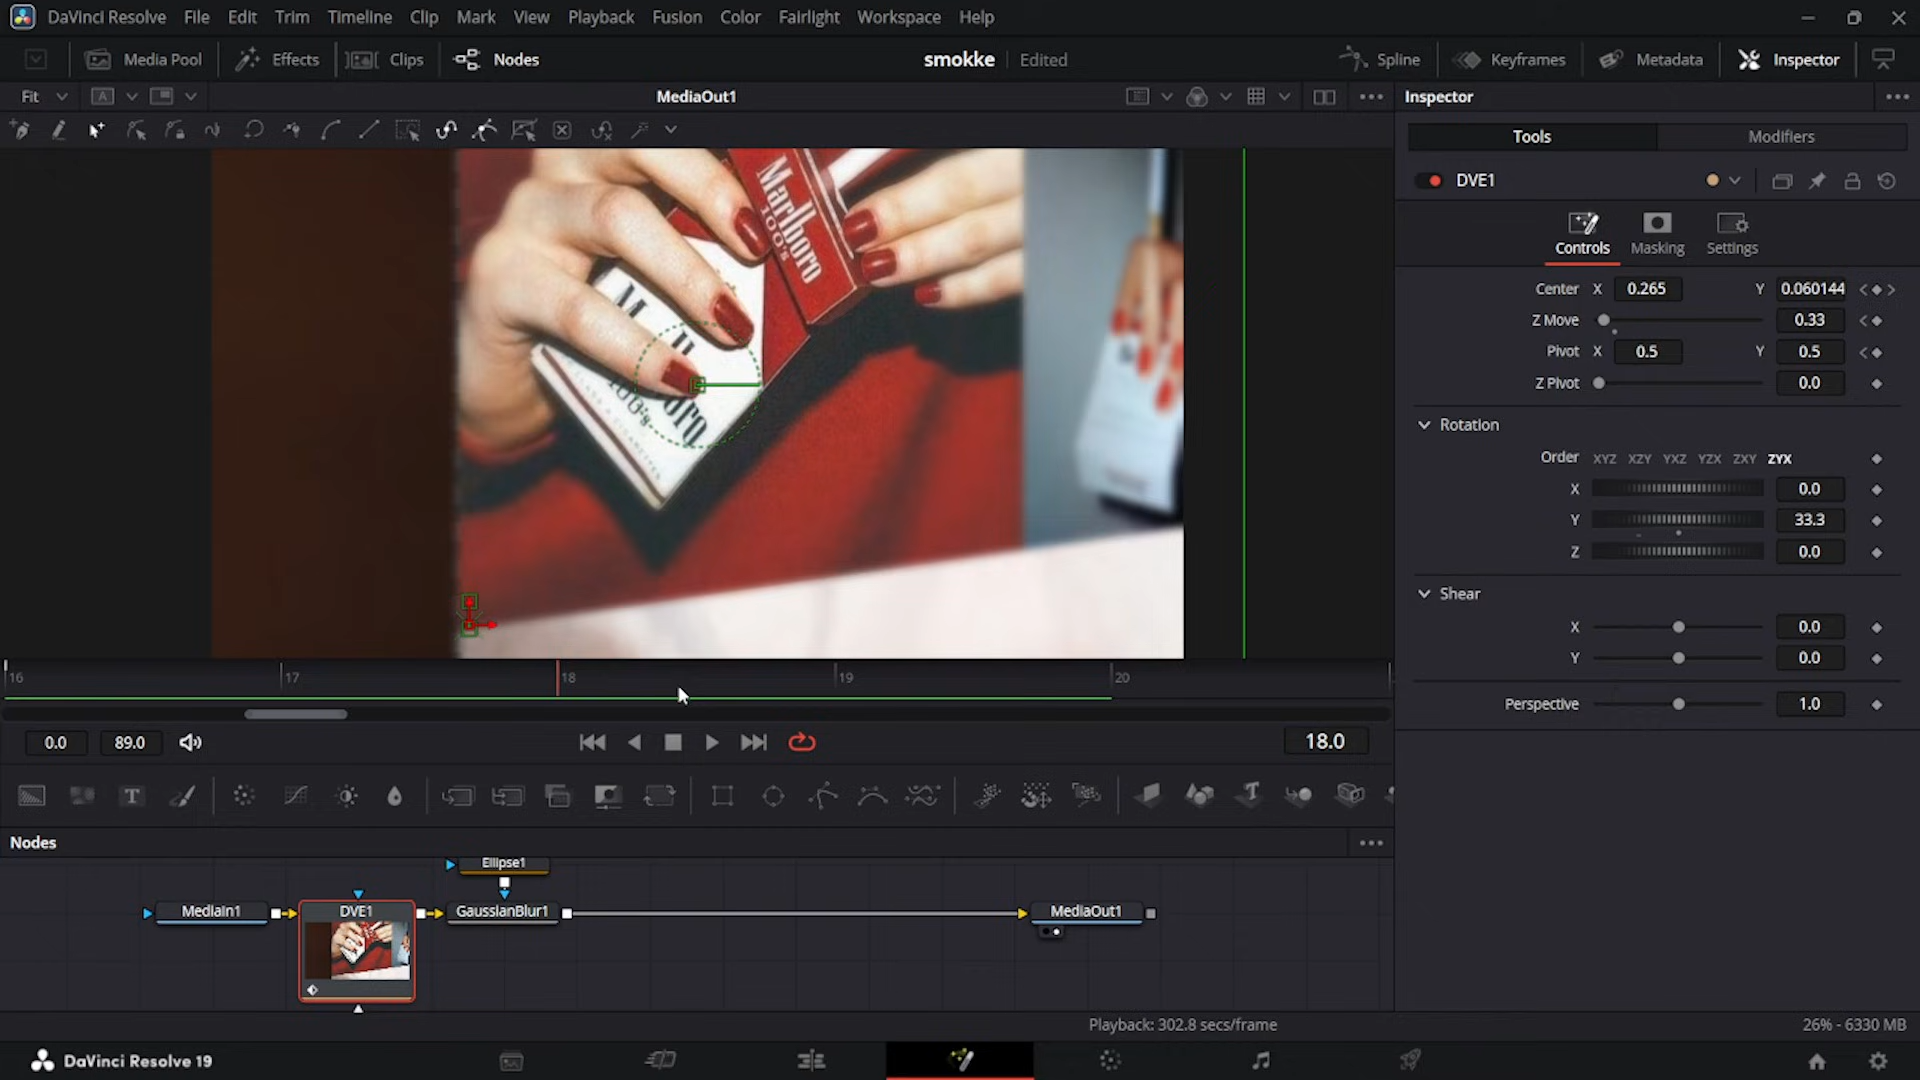 DaVinci Resolve File Edit Trim Timeline Clip Mark View Playback Fusion Color Fairlight Workspace Help
Media Pool Effects Clips Nodes smokke Edited Spline Keyframes Metadata Inspector
Fit A MediaOut1 Inspector
Tools Modifiers
DVE1
Controls Masking Settings
Center X 0.265 Y 0.060144
Z Move 0.33
Pivot X 0.5 Y 0.5
Z Pivot 0.0
Rotation
Order XYZ XZY YXZ YZX ZXY ZYX
X 0.0
Y 33.3
Z 0.0
Shear
X 0.0
Y 0.0
Perspective 1.0
Marlboro
100's
16 17 18 19 20
0.0 89.0 18.0
T T
Nodes
Ellipse1
MediaIn1 DVE1 GaussianBlur1 MediaOut1
Playback: 302.8 secs/frame 26% - 6330 MB
DaVinci Resolve 19